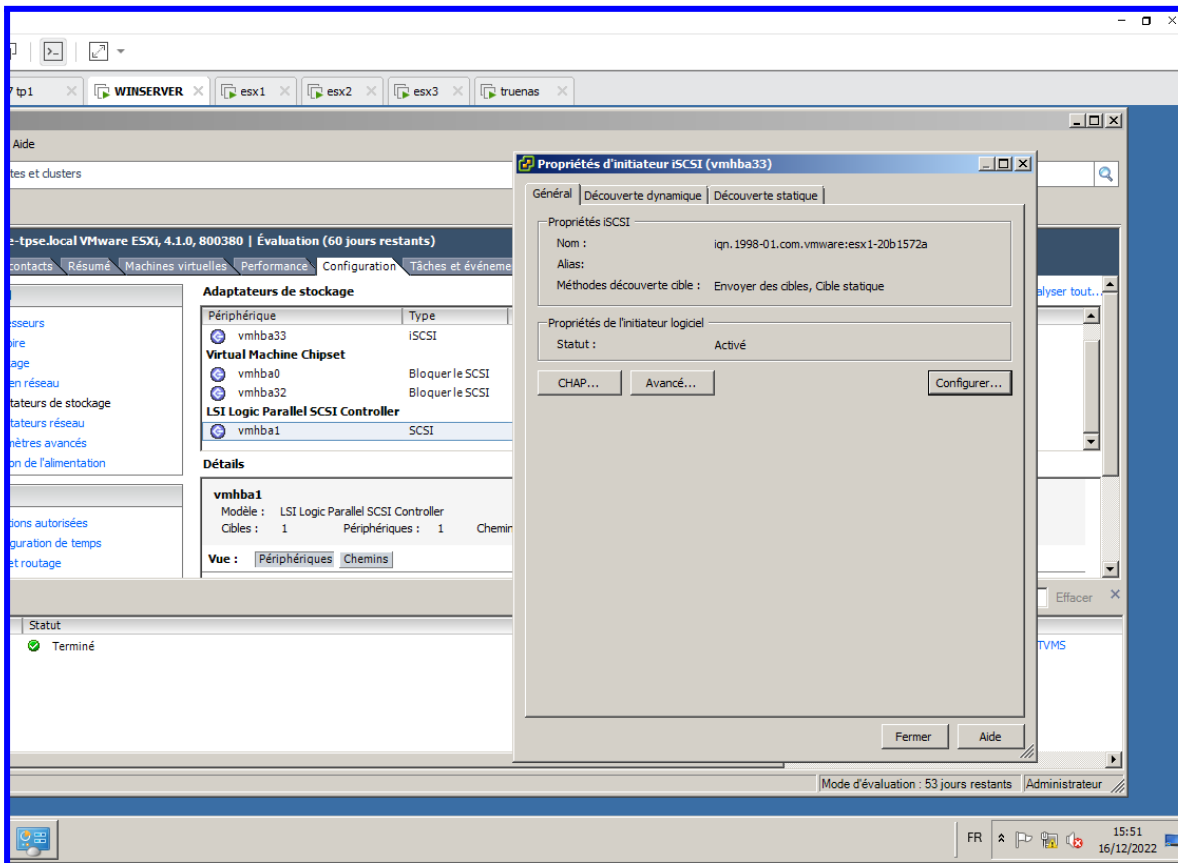 7 tp1 WINSERVER esx1 esx2 esx3 truenas
Aide
tes et clusters
e-tpse.local VMware ESXi, 4.1.0, 800380 | Évaluation (60 jours restants)
contacts Résumé Machines virtuelles Performance Configuration Tâches et événeme
esseurs
oire
age
en réseau
tateurs de stockage
tateurs réseau
mètres avancés
on de l'alimentation
tions autorisées
guration de temps
et routage
Adaptateurs de stockage
alyser tout...
Périphérique Type
vmhba33 iSCSI
Virtual Machine Chipset
vmhba0 Bloquer le SCSI
vmhba32 Bloquer le SCSI
LSI Logic Parallel SCSI Controller
vmhba1 SCSI
Détails
vmhba1
Modèle : LSI Logic Parallel SCSI Controller
Cibles : 1 Périphériques : 1 Chemin
Vue : Périphériques Chemins
Propriétés d'initiateur iSCSI (vmhba33)
Général Découverte dynamique Découverte statique
Propriétés iSCSI
Nom : iqn.1998-01.com.vmware:esx1-20b1572a
Alias:
Méthodes découverte cible : Envoyer des cibles, Cible statique
Propriétés de l'initiateur logiciel
Statut : Activé
CHAP... Avancé... Configurer...
Fermer Aide
Effacer
Statut
Terminé
TVMS
Mode d'évaluation : 53 jours restants Administrateur
FR
15:51
16/12/2022